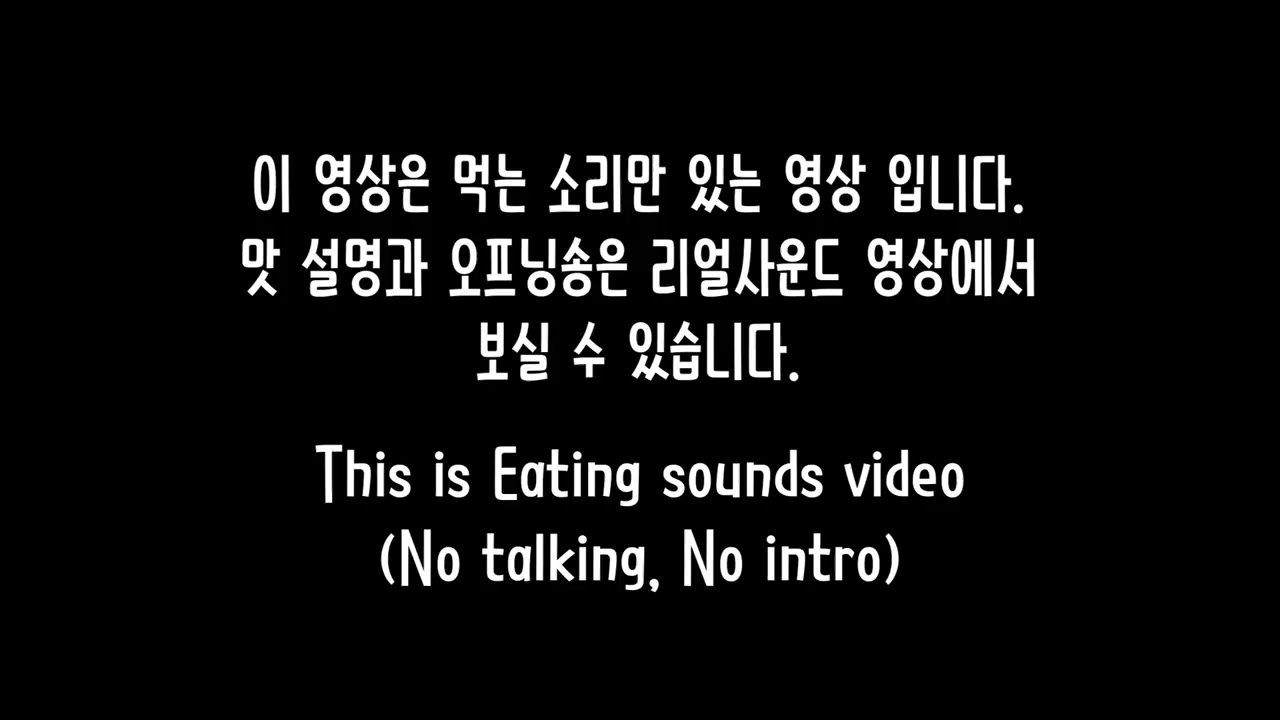 이 영상은 먹는 소리만 있는 영상 입니다.
맛 설명과 오프닝송은 리얼사운드 영상에서
보실 수 있습니다.
This is Eating sounds video
(No talking, No intro)